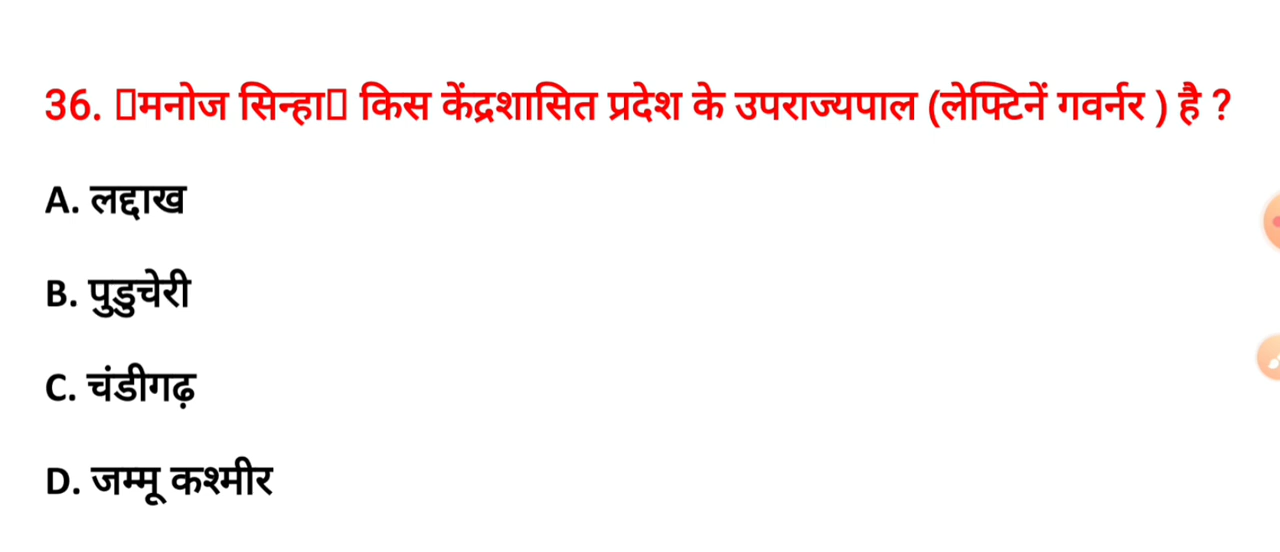 36. मनोज सिन्हा किस केंद्रशासित प्रदेश के उपराज्यपाल (लेफ्टिनें गवर्नर ) है ?
A. लद्दाख
B. पुडुचेरी
C. चंडीगढ़
D. जम्मू कश्मीर